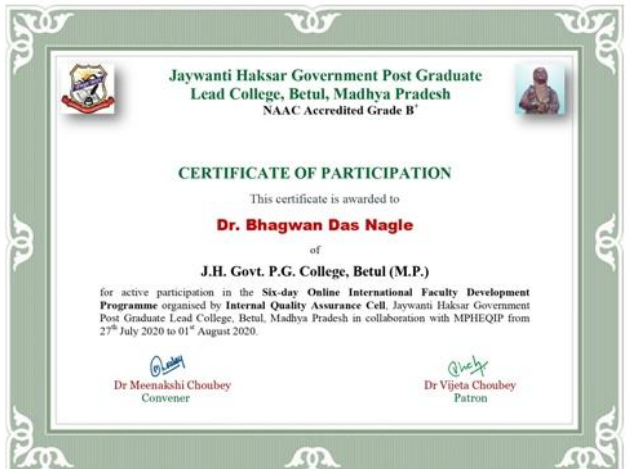 Jaywanti Haksar Government Post Graduate
Lead College, Betul, Madhya Pradesh
NAAC Accredited Grade B+
CERTIFICATE OF PARTICIPATION
This certificate is awarded to
Dr. Bhagwan Das Nagle
of
J.H. Govt. P.G. College, Betul (M.P.)
for active participation in the Six-day Online International Faculty Development
Programme organised by Internal Quality Assurance Cell, Jaywanti Haksar Government
Post Graduate Lead College, Betul, Madhya Pradesh in collaboration with MPHEQIP from
27th July 2020 to 01st August 2020.
Dr Meenakshi Choubey
Convener
Dr Vijeta Choubey
Patron